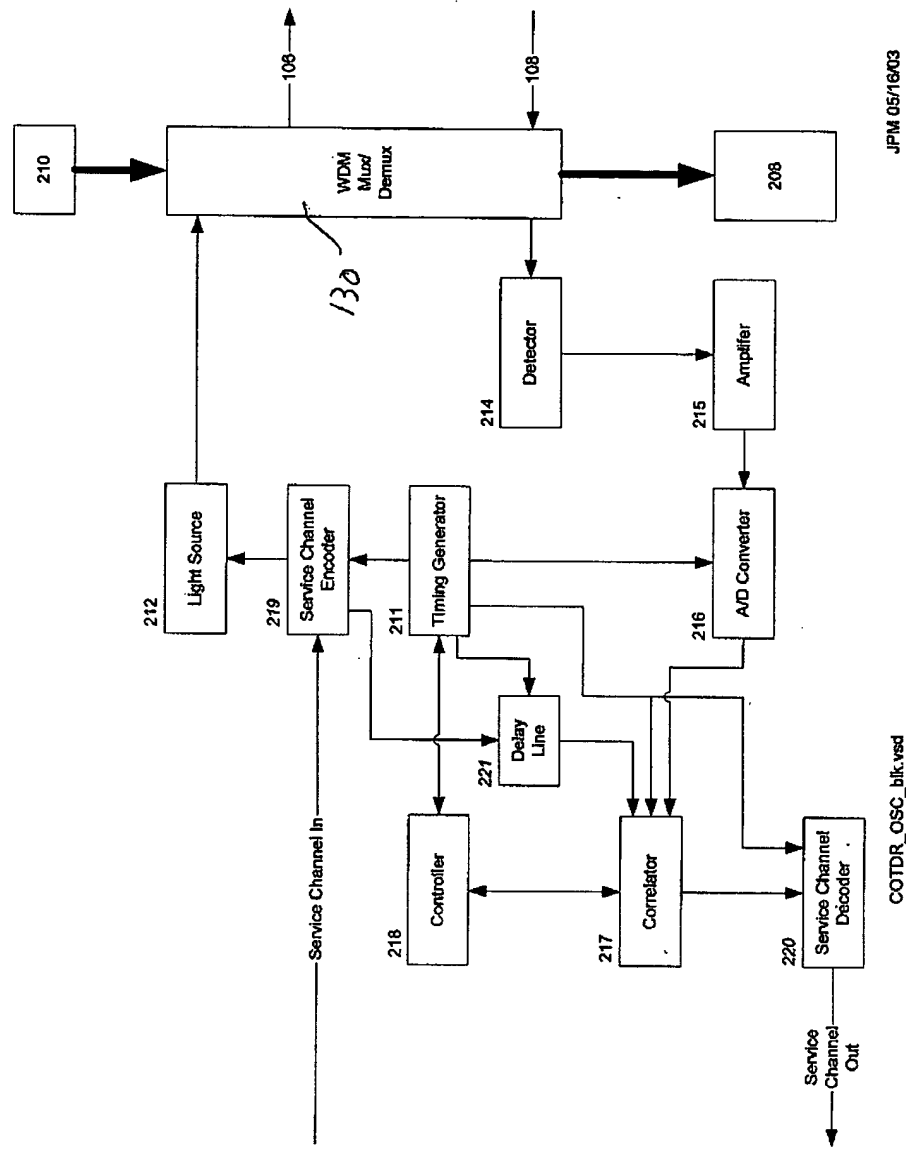 210
212
Light Source
106
Service Channel In
219
Service Channel
Encoder
WDM
Mux/
Demux
130
218
Controller
211
Timing Generator
221
Delay
Line
214
Detector
108
217
Correlator
216
A/D Converter
215
Amplifer
208
Service
Channel
Out
220
Service Channel
Decoder
COTDR_OSC_blk.vsd
JPM 05/16/03